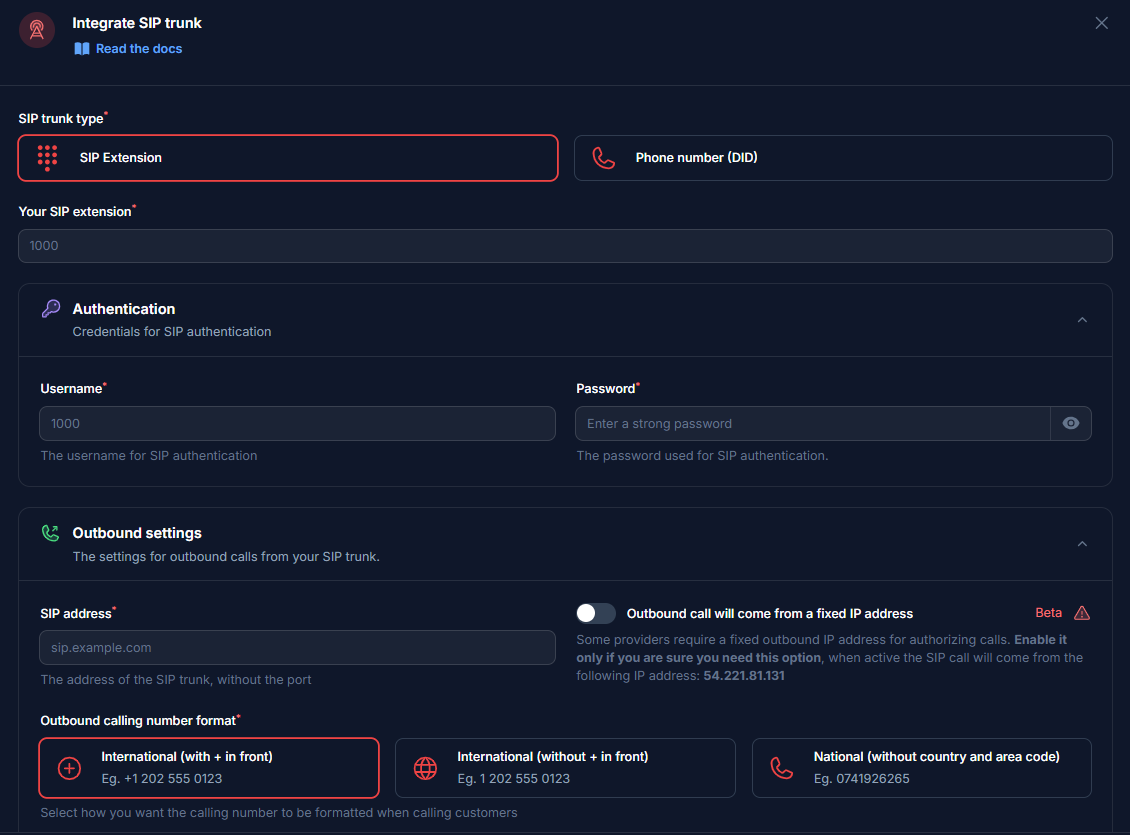 Integrate SIP trunk
Read the docs
SIP trunk type*
SIP Extension
Phone number (DID)
Your SIP extension*
1000
Authentication
Credentials for SIP authentication
Username*
Password*
1000
Enter a strong password
The username for SIP authentication
The password used for SIP authentication.
Outbound settings
The settings for outbound calls from your SIP trunk.
SIP address*
sip.example.com
The address of the SIP trunk, without the port
Outbound call will come from a fixed IP address
Beta
Some providers require a fixed outbound IP address for authorizing calls. Enable it
only if you are sure you need this option, when active the SIP call will come from the
following IP address: 54.221.81.131
Outbound calling number format*
International (with + in front)
Eg. +1 202 555 0123
International (without + in front)
Eg. 1 202 555 0123
National (without country and area code)
Eg. 0741926265
Select how you want the calling number to be formatted when calling customers